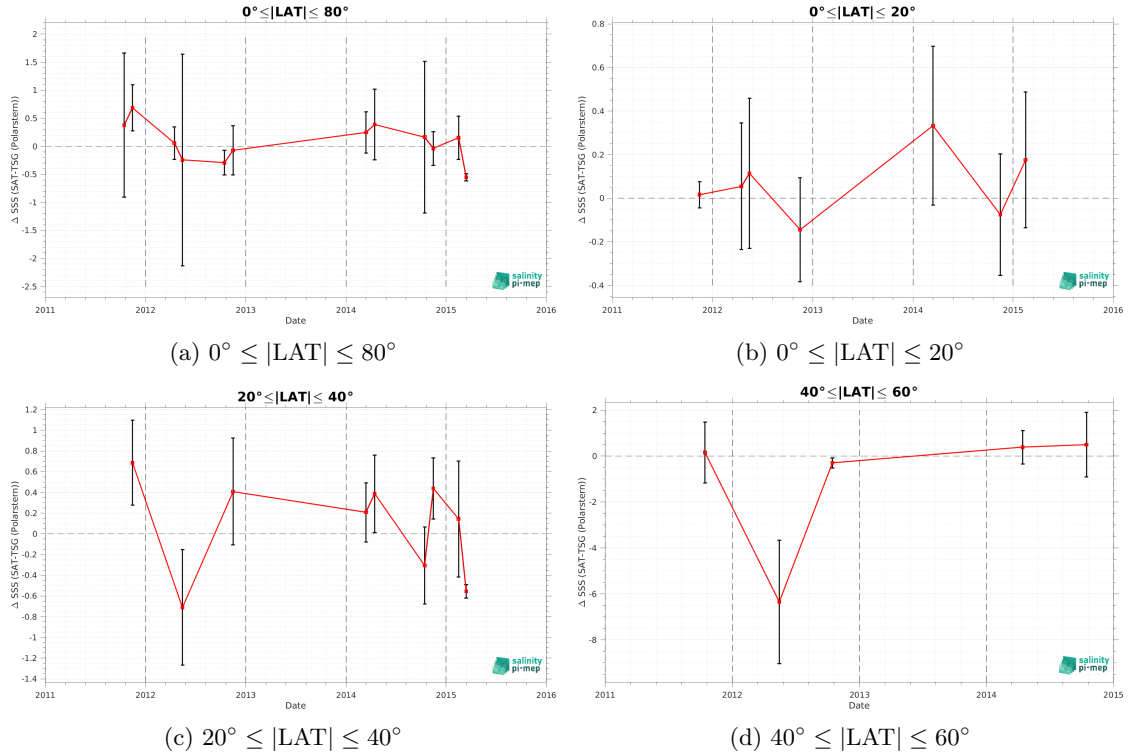 0°≤|LAT|≤ 80°
Δ SSS (SAT-TSG (Polarstern))
2
1.5
1
0.5
0
-0.5
-1
-1.5
-2
-2.5
2011 2012 2013 2014 2015 2016
Date
salinity
pi-mep
(a) 0° ≤ |LAT| ≤ 80°
0°≤|LAT|≤ 20°
Δ SSS (SAT-TSG (Polarstern))
0.8
0.6
0.4
0.2
0
-0.2
-0.4
2011 2012 2013 2014 2015 2016
Date
salinity
pi-mep
(b) 0° ≤ |LAT| ≤ 20°
20°≤|LAT|≤ 40°
Δ SSS (SAT-TSG (Polarstern))
1.2
1
0.8
0.6
0.4
0.2
0
-0.2
-0.4
-0.6
-0.8
-1
-1.2
-1.4
2011 2012 2013 2014 2015 2016
Date
salinity
pi-mep
(c) 20° ≤ |LAT| ≤ 40°
40°≤|LAT|≤ 60°
Δ SSS (SAT-TSG (Polarstern))
2
0
-2
-4
-6
-8
2011 2012 2013 2014 2015
Date
salinity
pi-mep
(d) 40° ≤ |LAT| ≤ 60°